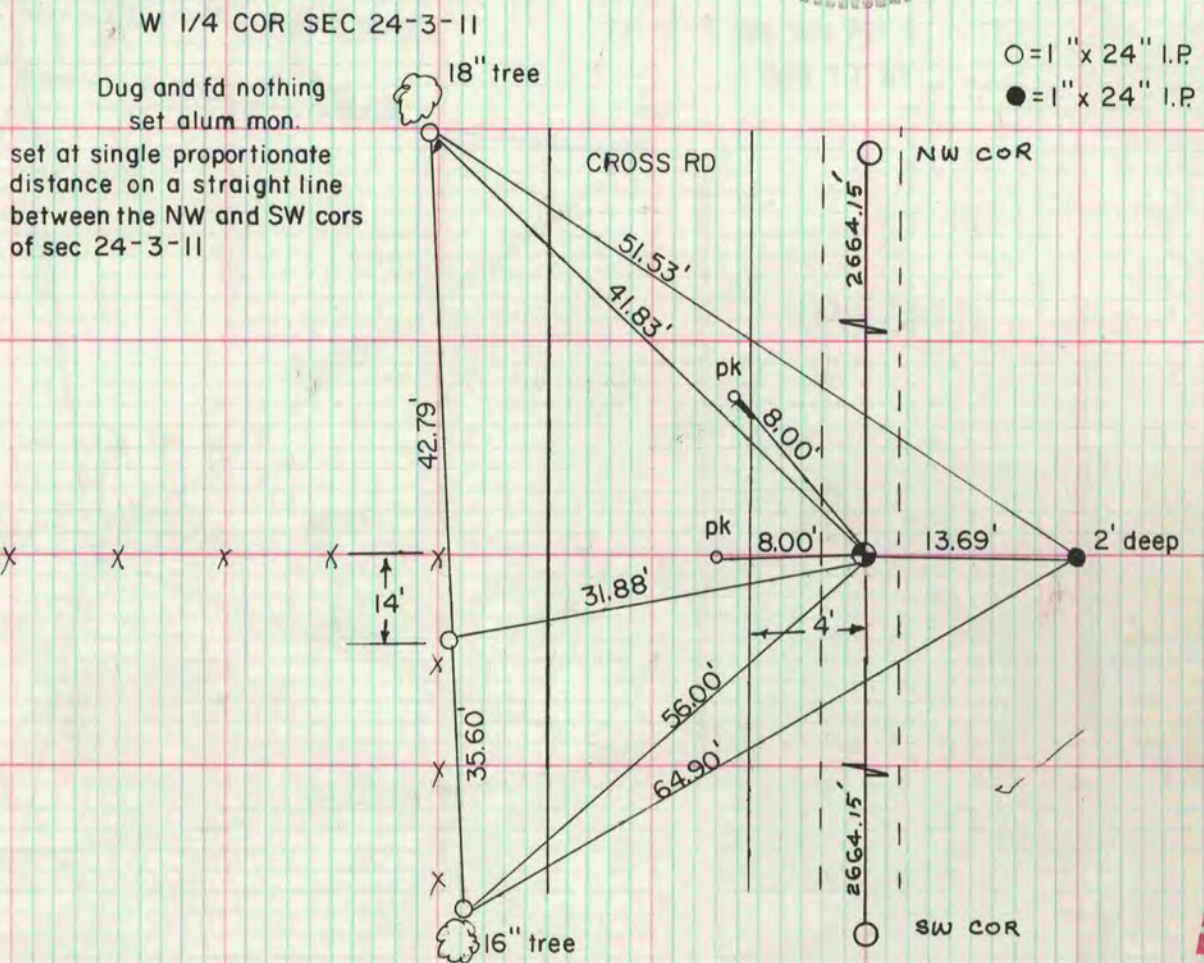 W 1/4 COR SEC 24-3-11
18" tree
○=1"x 24" I.P.
●=1"x 24" I.P.
Dug and fd nothing
set alum mon.
set at single proportionate
distance on a straight line
between the NW and SW cors
of sec 24-3-11
CROSS RD
NW COR
2664.15'
51.53'
41.83'
pk
8.00'
42.79'
pk
8.00'
13.69'
2' deep
14'
31.88'
4'
56.00'
35.60'
64.90'
2664.15'
16" tree
SW COR